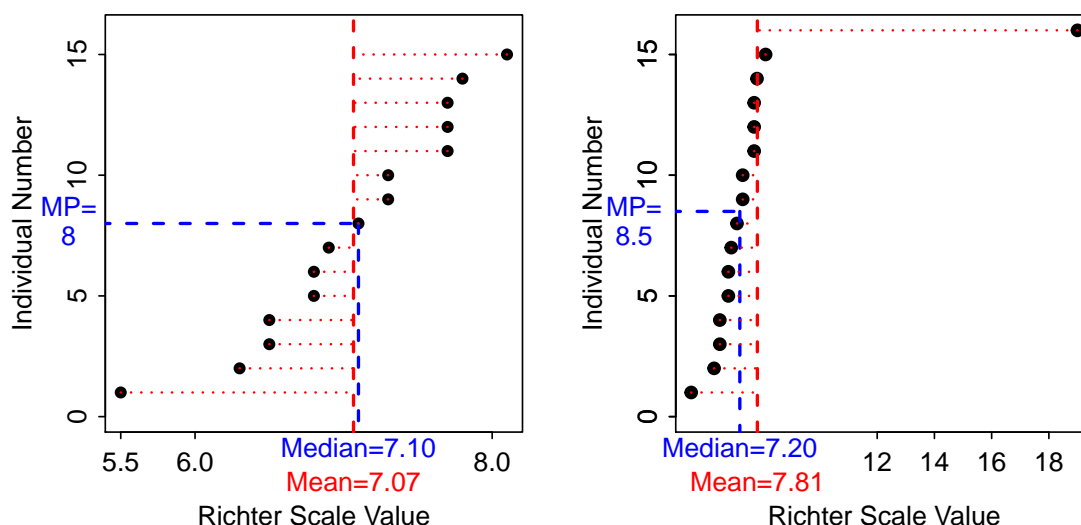 Individual Number
15
10
5
0
MP=
8
5.5 6.0 8.0
Median=7.10
Mean=7.07
Richter Scale Value
Individual Number
15
10
5
0
MP=
8.5
12 14 16 18
Median=7.20
Mean=7.81
Richter Scale Value